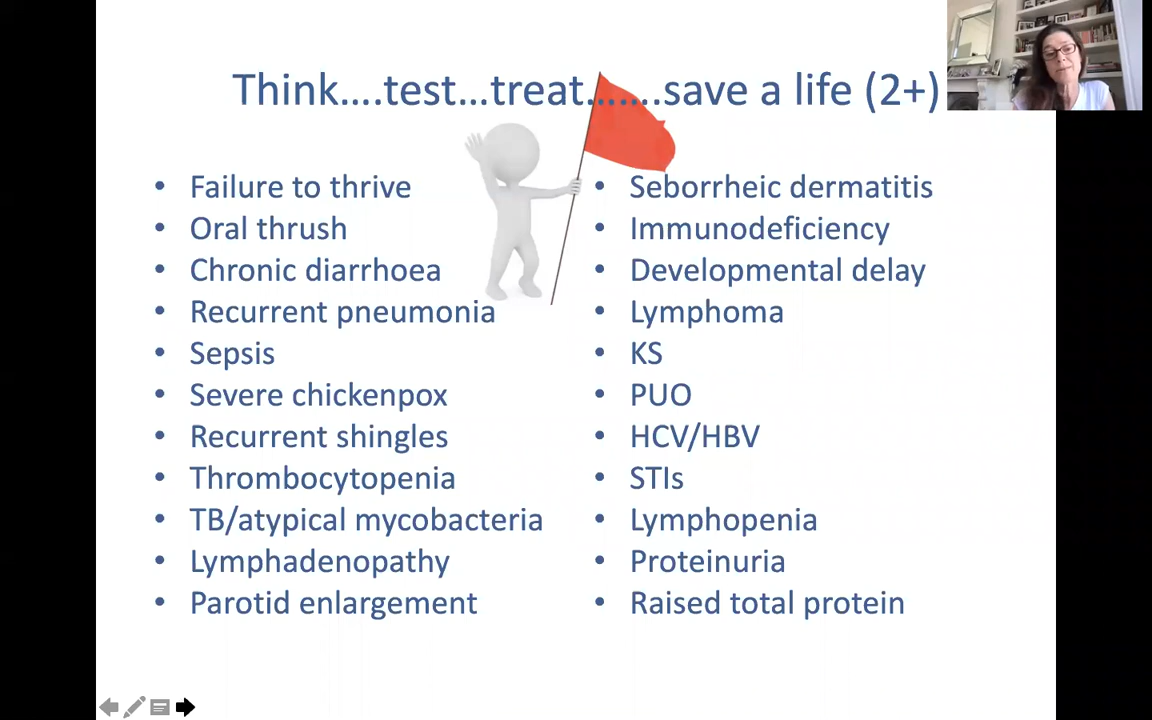 Think....test...treat.......save a life (2+)
Failure to thrive
Oral thrush
Chronic diarrhoea
Recurrent pneumonia
Sepsis
Severe chickenpox
Recurrent shingles
Thrombocytopenia
TB/atypical mycobacteria
Lymphadenopathy
Parotid enlargement
Seborrheic dermatitis
Immunodeficiency
Developmental delay
Lymphoma
KS
PUO
HCV/HBV
STIs
Lymphopenia
Proteinuria
Raised total protein